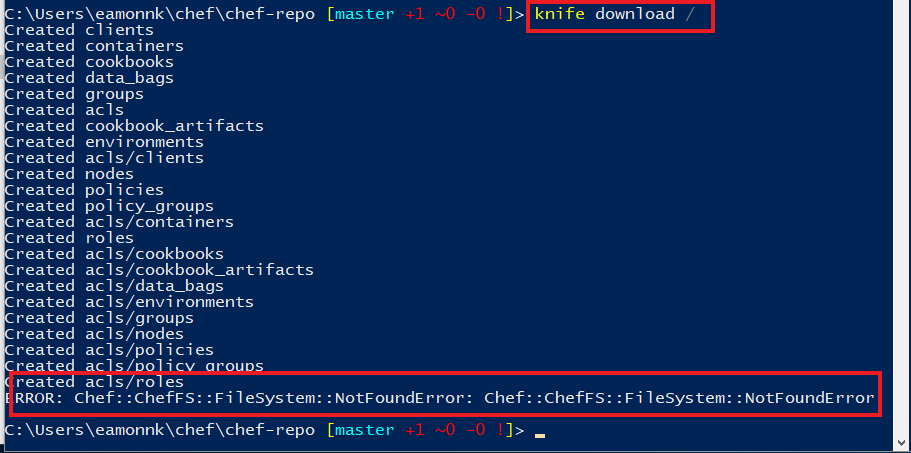 C:\Users\eamonnk\chef\chef-repo [master +1 ~0 -0 !]> knife download /
Created clients
Created containers
Created cookbooks
Created data_bags
Created groups
Created acls
Created cookbook_artifacts
Created environments
Created acls/clients
Created nodes
Created policies
Created policy_groups
Created acls/containers
Created roles
Created acls/cookbooks
Created acls/cookbook_artifacts
Created acls/data_bags
Created acls/environments
Created acls/groups
Created acls/nodes
Created acls/policies
Created acls/policy_groups
Created acls/roles
ERROR: Chef::ChefFS::FileSystem::NotFoundError: Chef::ChefFS::FileSystem::NotFoundError
C:\Users\eamonnk\chef\chef-repo [master +1 ~0 -0 !]>